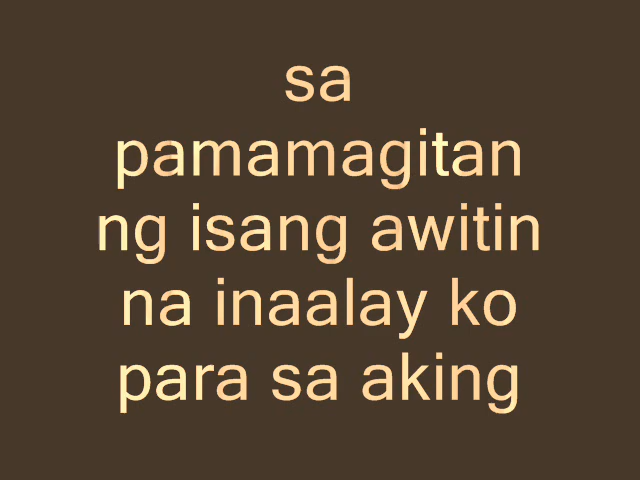 sa
pamamagitan
ng isang awitin
na inaalay ko
para sa aking